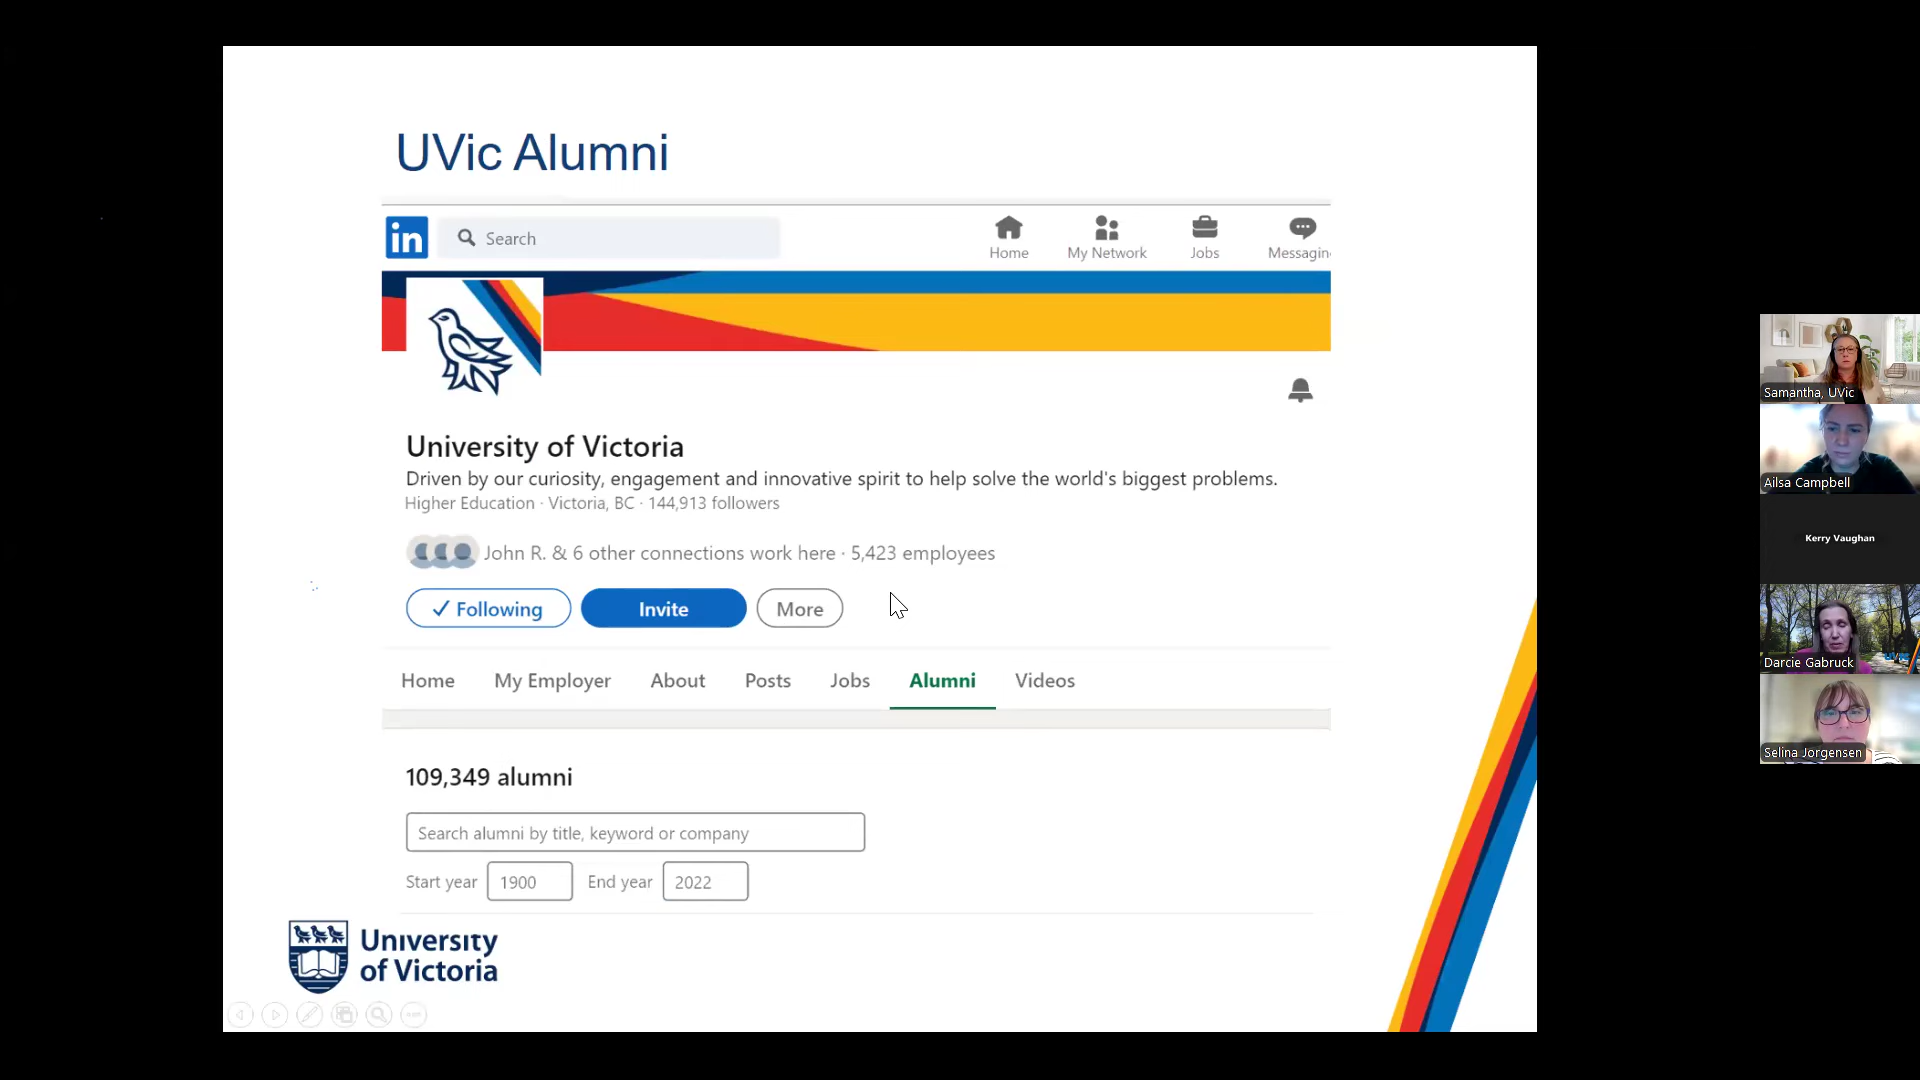 UVic Alumni
in
Search
Home
My Network
Jobs
Messagin
University of Victoria
Driven by our curiosity, engagement and innovative spirit to help solve the world's biggest problems.
Higher Education · Victoria, BC · 144,913 followers
John R. & 6 other connections work here · 5,423 employees
✓ Following
Invite
More
Home
My Employer
About
Posts
Jobs
Alumni
Videos
109,349 alumni
Search alumni by title, keyword or company
Start year
1900
End year
2022
University
of Victoria
Samantha, UVic
Ailsa Campbell
Kerry Vaughan
Darcie Gabruck
Selina Jorgensen